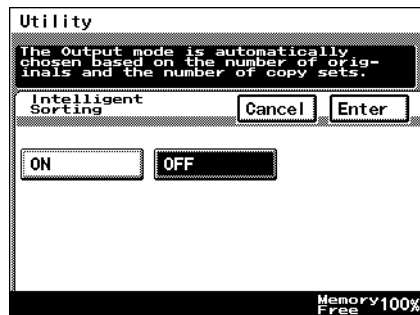 Utility
The Output mode is automatically
chosen based on the number of orig-
inals and the number of copy sets.
Intelligent
Sorting
Cancel
Enter
ON
OFF
Memory
Free
100%